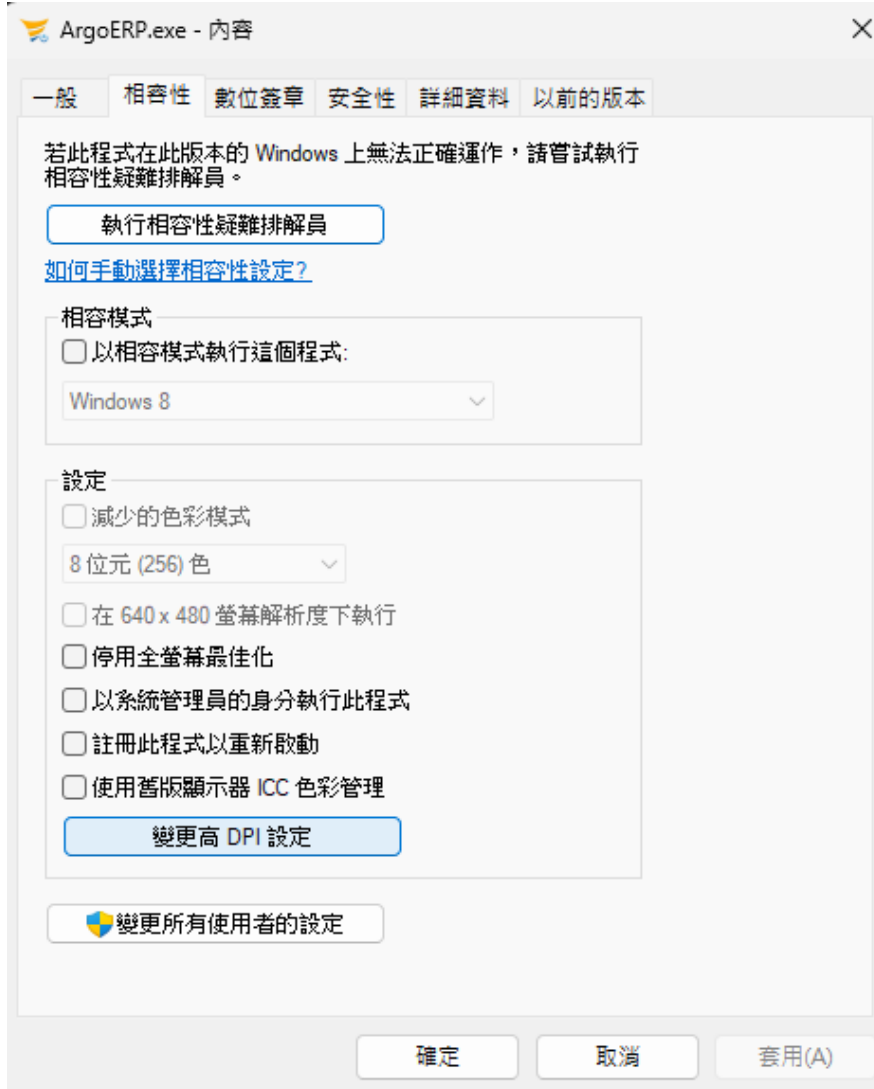 ArgoERP.exe - 內容
一般 相容性 數位簽章 安全性 詳細資料 以前的版本
若此程式在此版本的 Windows 上無法正確運作，請嘗試執行
相容性疑難排解員。
執行相容性疑難排解員
如何手動選擇相容性設定?
相容模式
以相容模式執行這個程式:
Windows 8
設定
減少的色彩模式
8 位元 (256) 色
在 640 x 480 螢幕解析度下執行
停用全螢幕最佳化
以系統管理員的身分執行此程式
註冊此程式以重新啟動
使用舊版顯示器 ICC 色彩管理
變更高 DPI 設定
變更所有使用者的設定
確定 取消 套用(A)